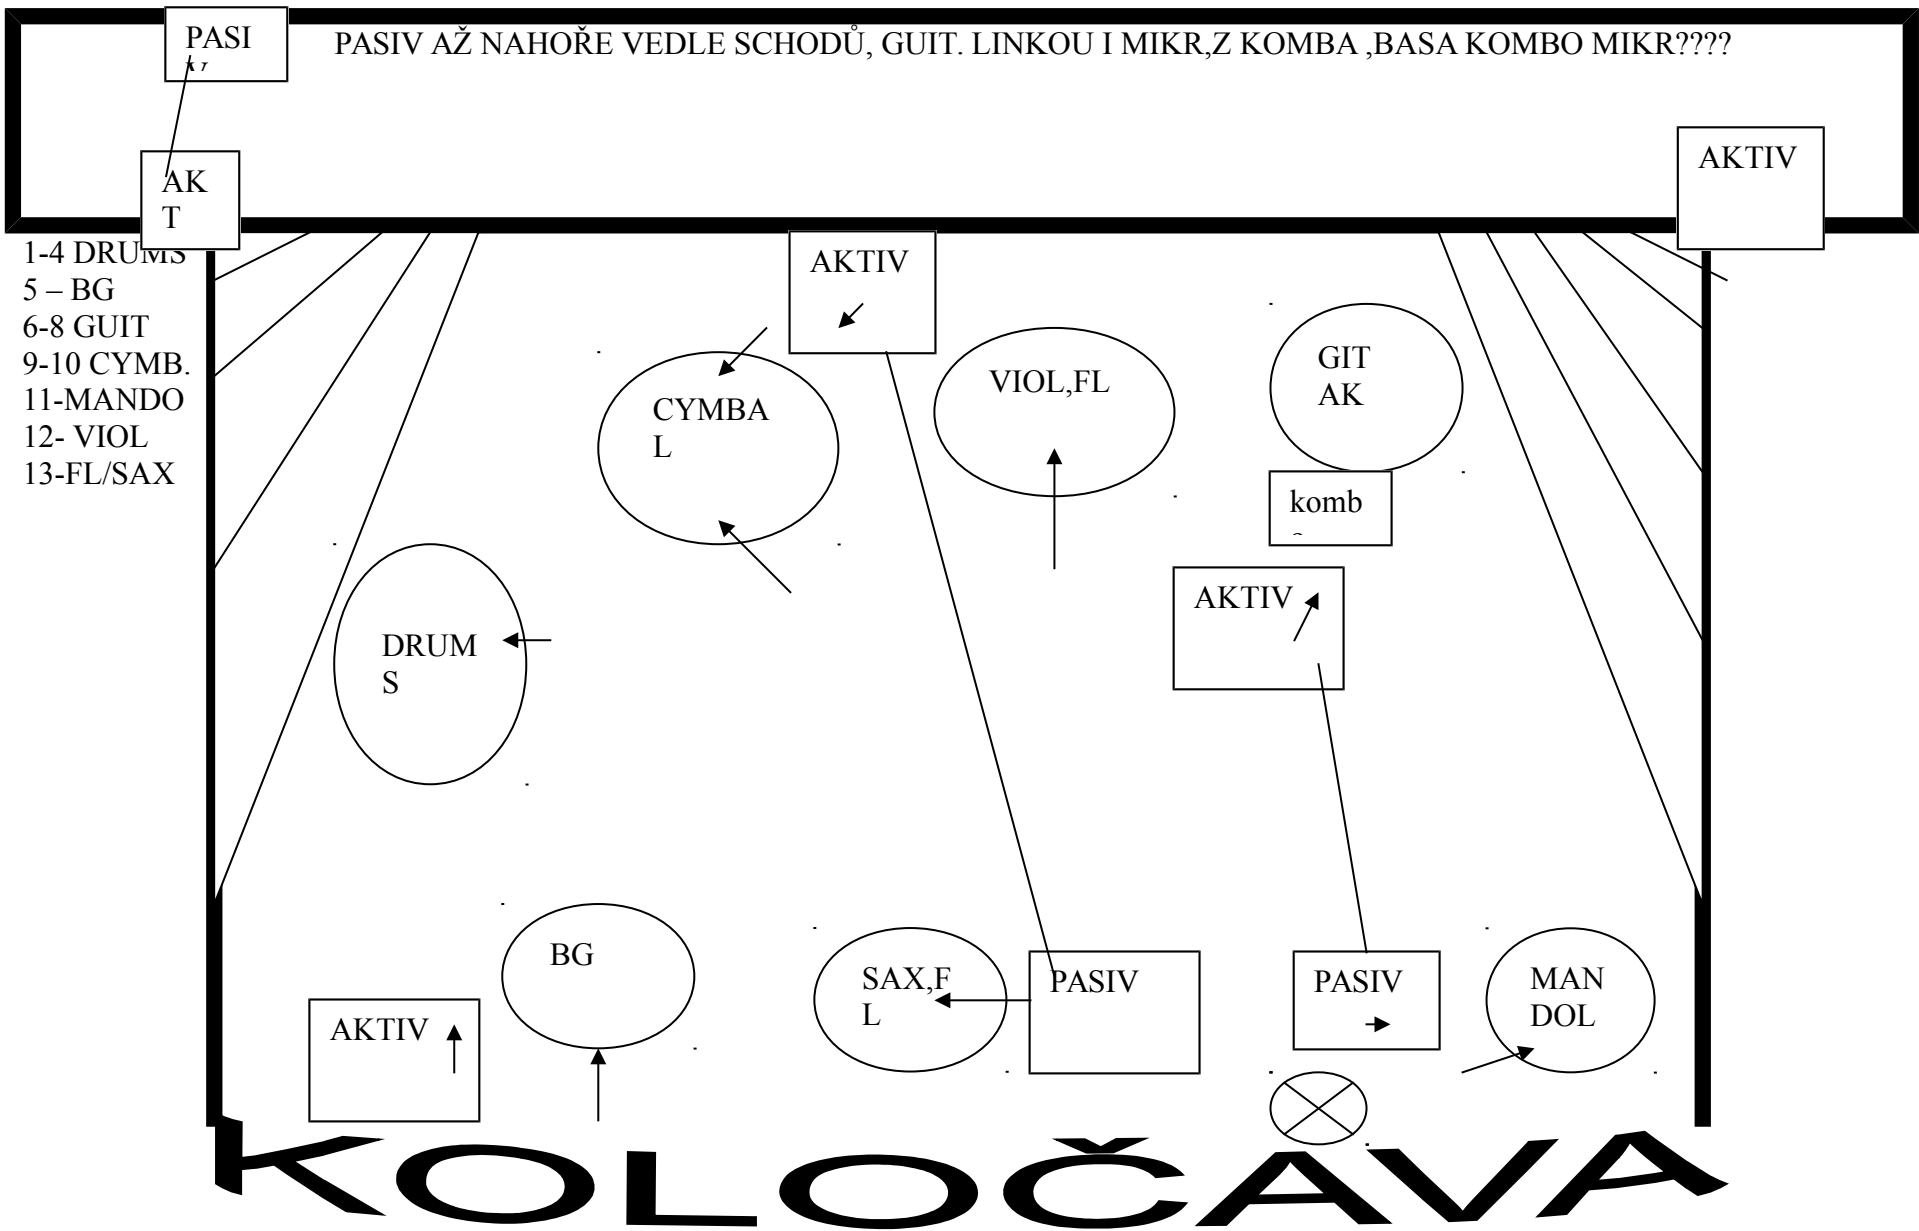 PASI
PASIV AŽ NAHOŘE VEDLE SCHODŮ, GUIT. LINKOU I MIKR,Z KOMBA ,BASA KOMBO MIKR????
AK
T
AKTIV
1-4 DRUMS
5 – BG
6-8 GUIT
9-10 CYMB.
11-MANDO
12- VIOL
13-FL/SAX
AKTIV
CYMBA
L
VIOL,FL
GIT
AK
komb
AKTIV
DRUM
S
BG
AKTIV
SAX,F
L
PASIV
PASIV
MAN
DOL
KOLOČAVA